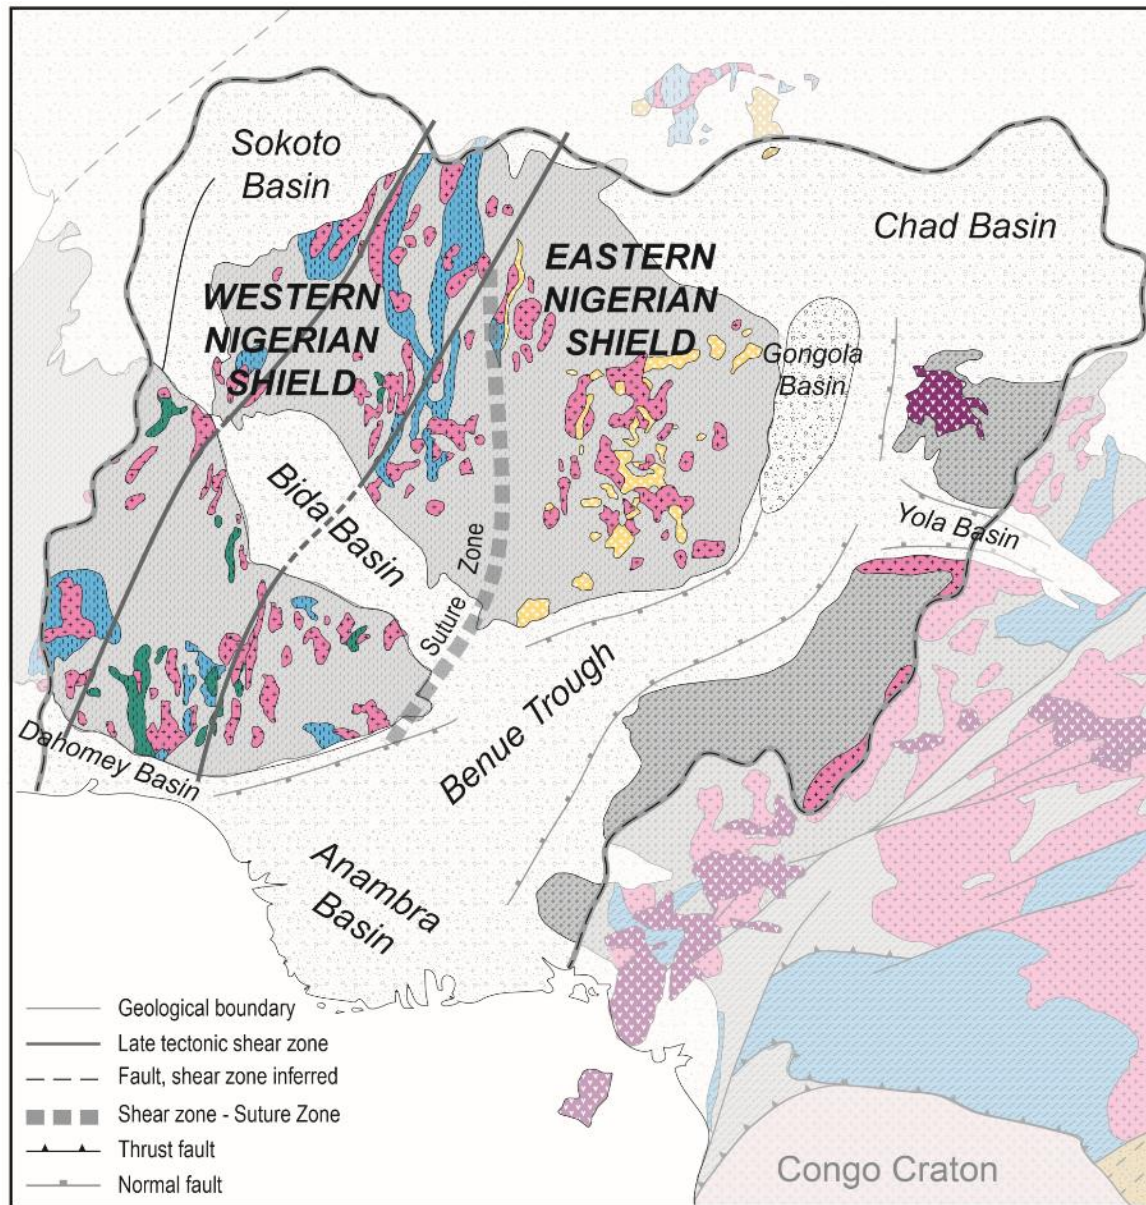 Sokoto
Basin
Chad Basin
WESTERN
NIGERIAN
SHIELD
EASTERN
NIGERIAN
SHIELD
Gongola
Basin
Bida Basin
Suture Zone
Yola Basin
Benue Trough
Dahomey Basin
Anambra
Basin
Congo Craton
Geological boundary
Late tectonic shear zone
Fault, shear zone inferred
Shear zone - Suture Zone
Thrust fault
Normal fault